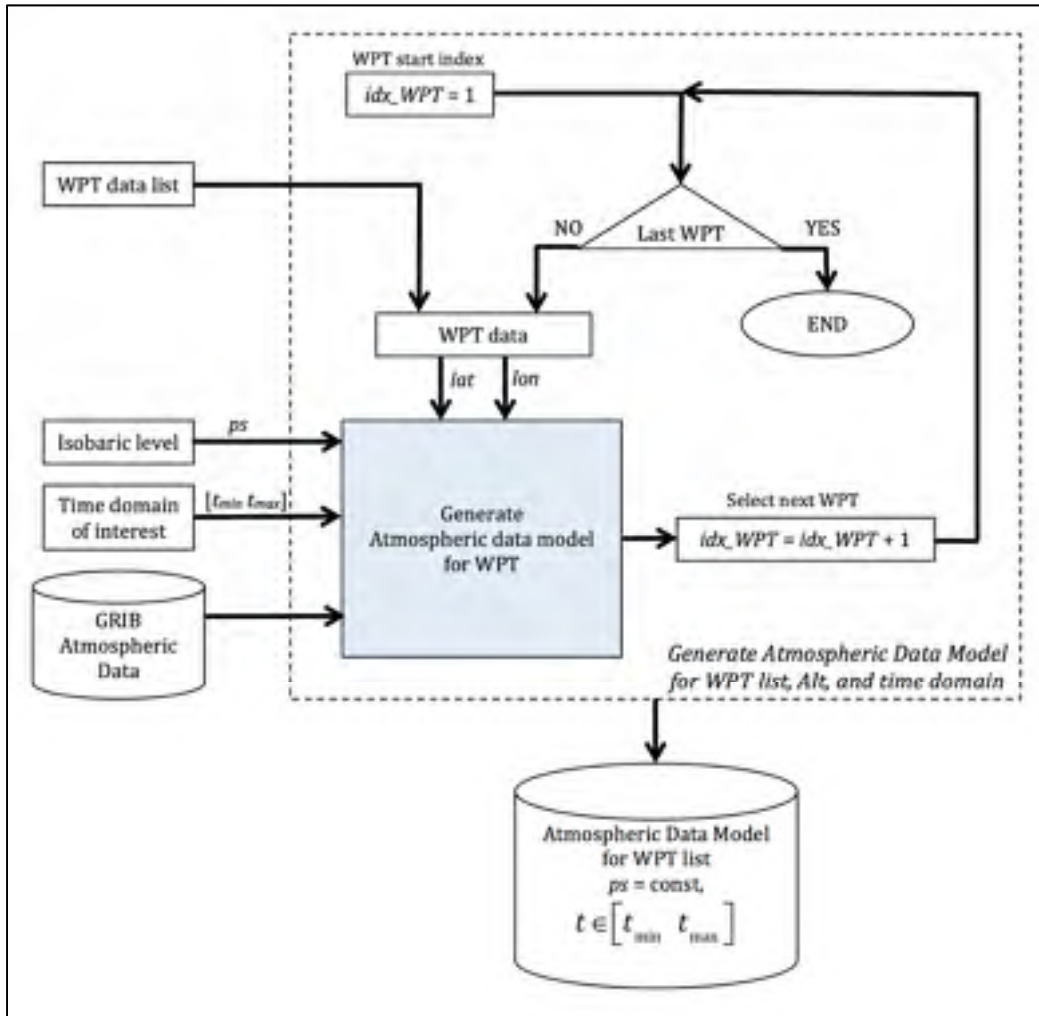 WPT start index
idx_WPT = 1
WPT data list
NO
Last WPT
YES
END
WPT data
lat
lon
Isobaric level
ps
Time domain
of interest
[tmin tmax]
GRIB
Atmospheric
Data
Generate
Atmospheric data model
for WPT
Select next WPT
idx_WPT = idx_WPT + 1
Generate Atmospheric Data Model
for WPT list, Alt, and time domain
Atmospheric Data Model
for WPT list
ps = const,
t ∈ [tmin tmax]